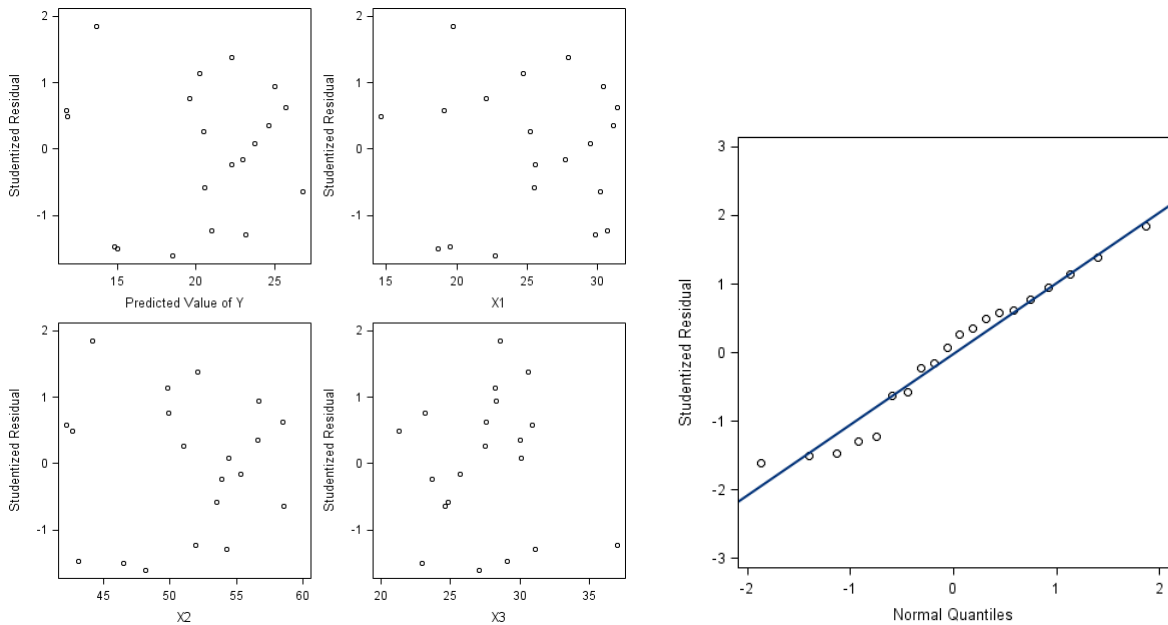 2
1
0
-1
Studentized Residual
15 20 25
Predicted Value of Y
2
1
0
-1
Studentized Residual
15 20 25 30
X1
2
1
0
-1
Studentized Residual
45 50 55 60
X2
2
1
0
-1
Studentized Residual
20 25 30 35
X3
3
2
1
0
-1
-2
-3
Studentized Residual
-2 -1 0 1 2
Normal Quantiles